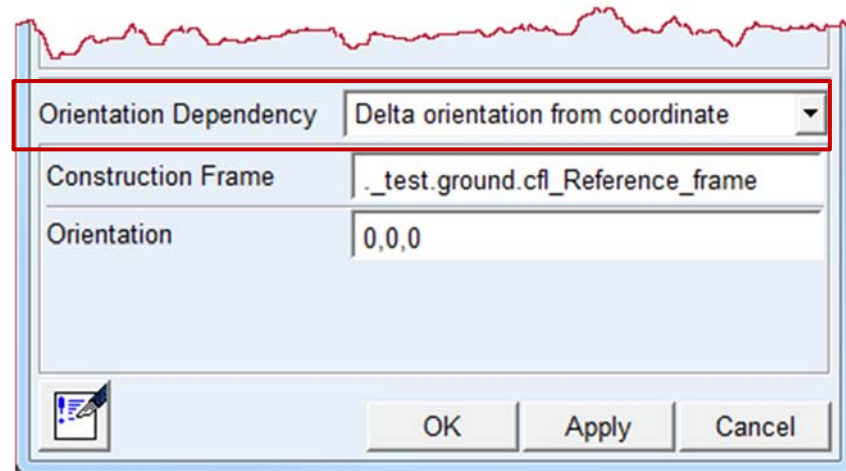 Orientation Dependency Delta orientation from coordinate
Construction Frame ._test.ground.cfl_Reference_frame
Orientation 0,0,0
OK Apply Cancel